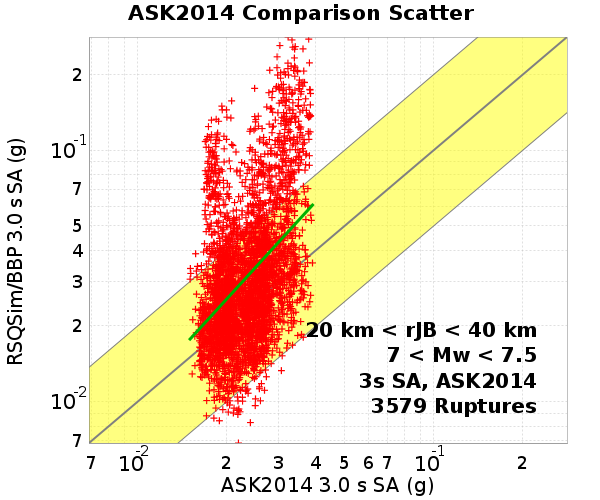 ASK2014 Comparison Scatter
RSQSim/BBP 3.0 s SA (g)
2
10-1
7
5
4
3
2
10-2
7
20 km < rJB < 40 km
7 < Mw < 7.5
3s SA, ASK2014
3579 Ruptures
7 10-2 2 3 4 5 6 7 10-1 2
ASK2014 3.0 s SA (g)